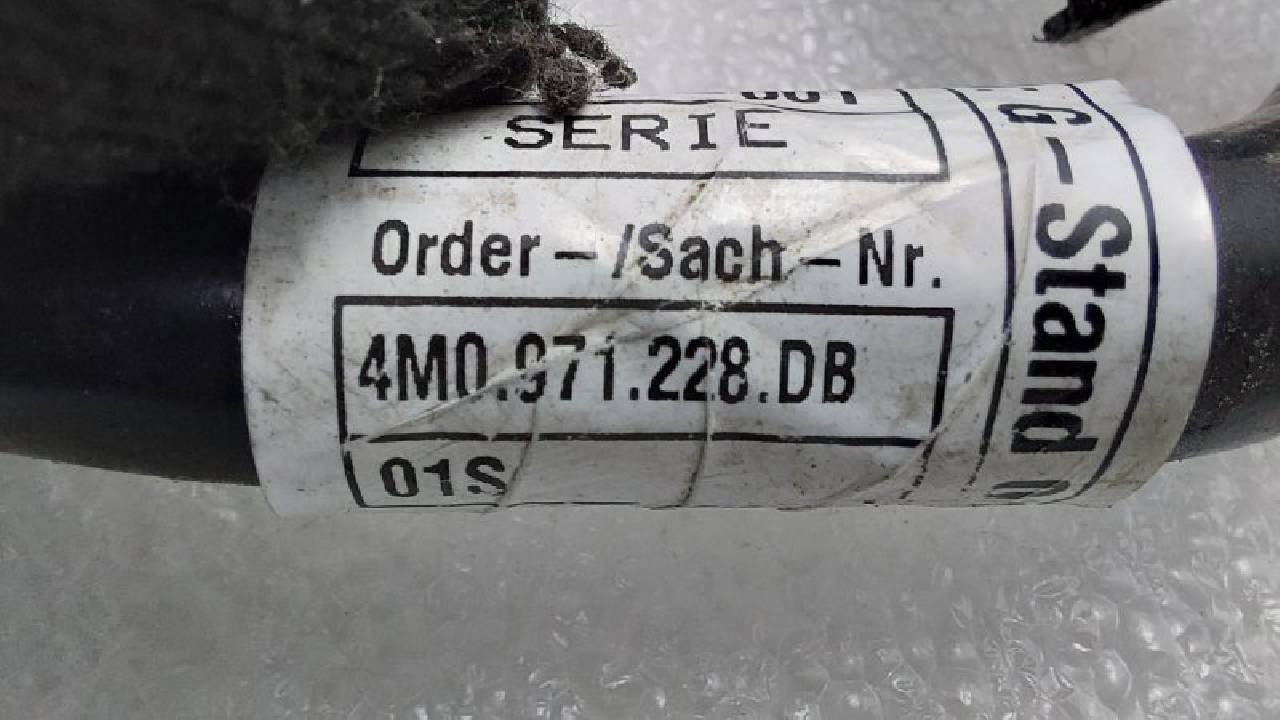 SERIE
Order-/Sach-Nr.
4M0.971.228.DB
01S
G-Stand